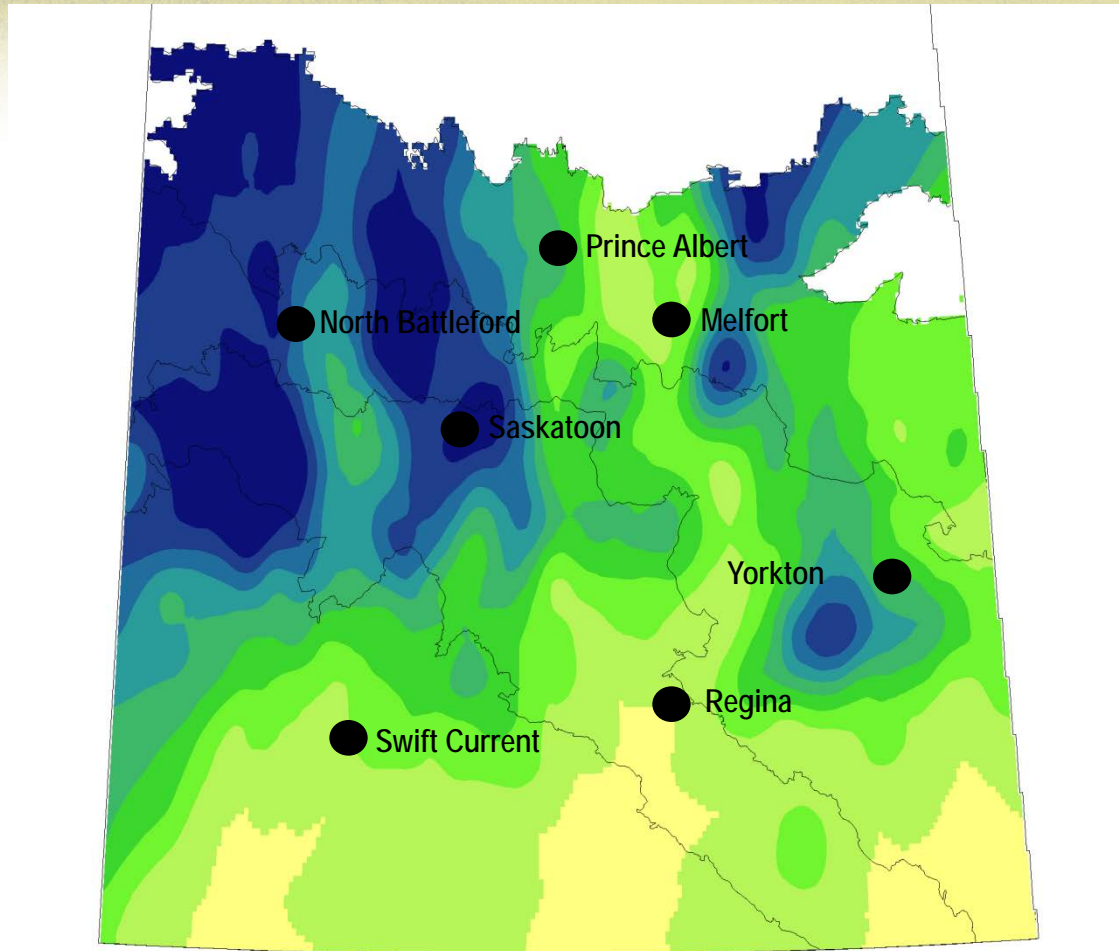 Prince Albert
North Battleford
Melfort
Saskatoon
Yorkton
Regina
Swift Current